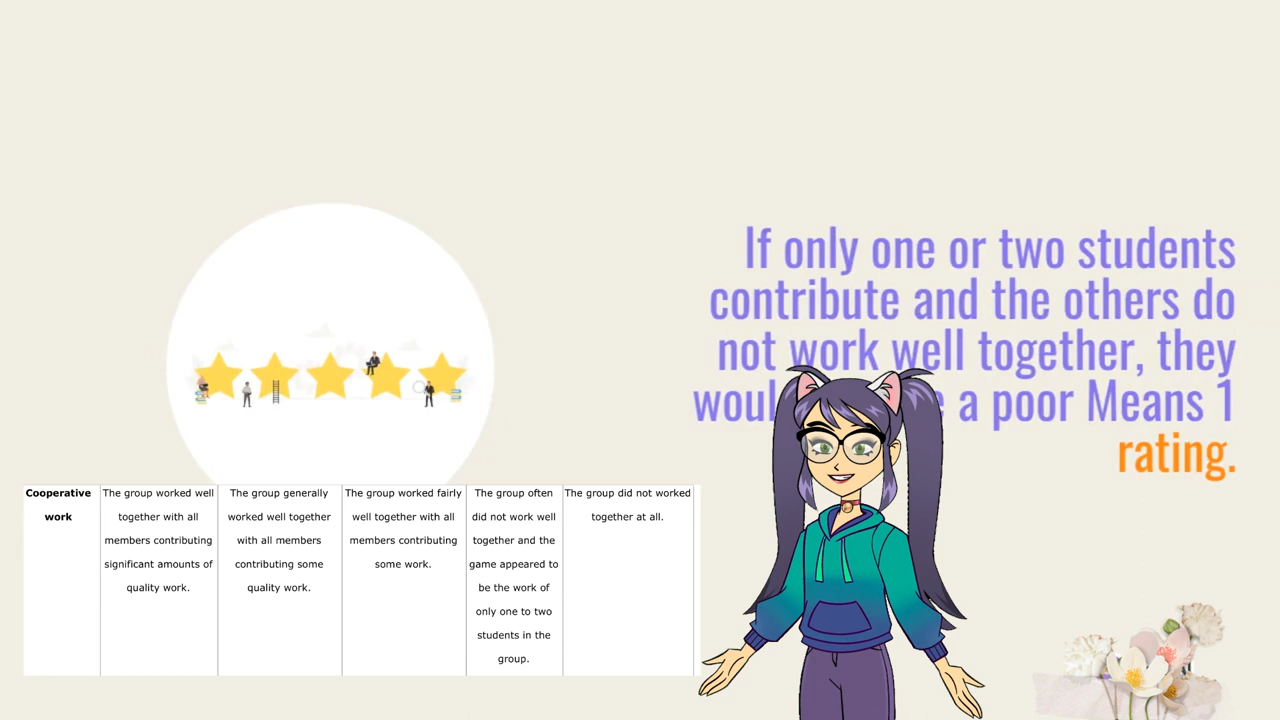 If only one or two students
contribute and the others do
not work well together, they
a poor Means 1
rating.
Cooperative
work
The group worked well
together with all
members contributing
significant amounts of
quality work.
The group generally
worked well together
with all members
contributing some
quality work.
The group worked fairly
well together with all
members contributing
some work.
The group often
did not work well
together and the
game appeared to
be the work of
only one to two
students in the
group.
The group did not worked
together at all.